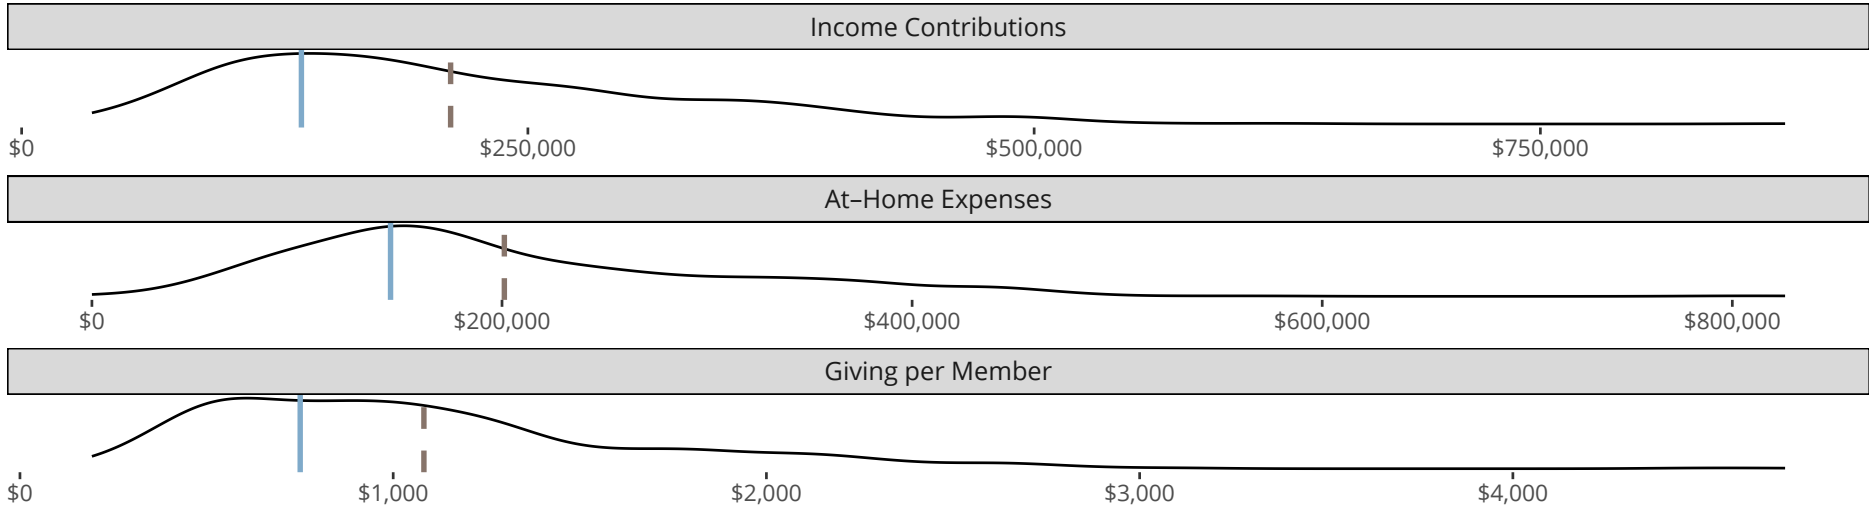 Income Contributions
$0 $250,000 $500,000 $750,000
At–Home Expenses
$0 $200,000 $400,000 $600,000 $800,000
Giving per Member
$0 $1,000 $2,000 $3,000 $4,000